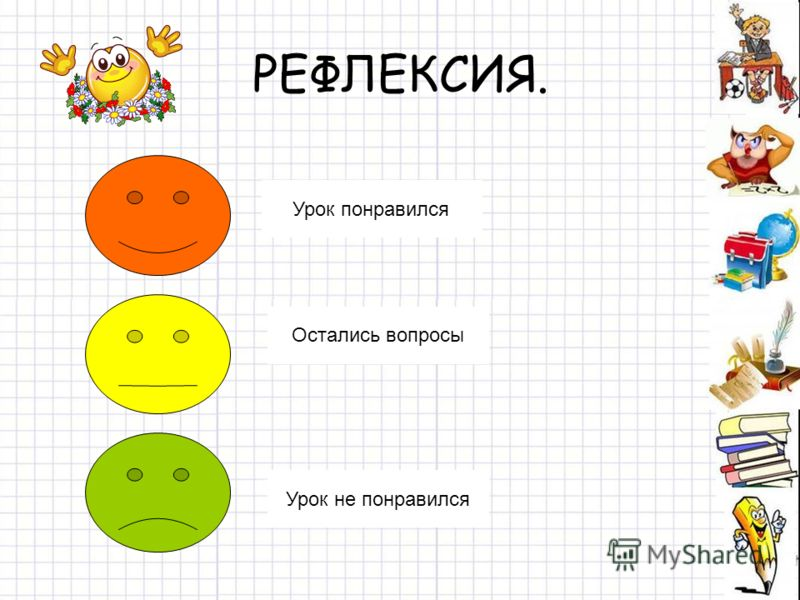 РЕФЛЕКСИЯ.
Урок понравился
Остались вопросы
Урок не понравился
MyShared